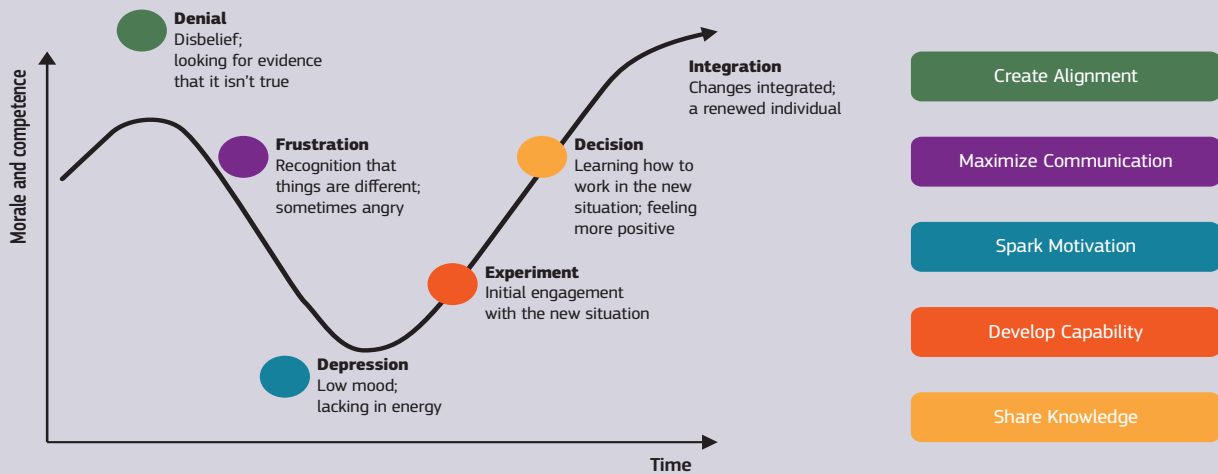 Denial
Disbelief;
looking for evidence
that it isn't true
Morale and competence
Frustration
Recognition that
things are different;
sometimes angry
Depression
Low mood;
lacking in energy
Experiment
Initial engagement
with the new situation
Decision
Learning how to
work in the new
situation; feeling
more positive
Integration
Changes integrated;
a renewed individual
Time
Create Alignment
Maximize Communication
Spark Motivation
Develop Capability
Share Knowledge